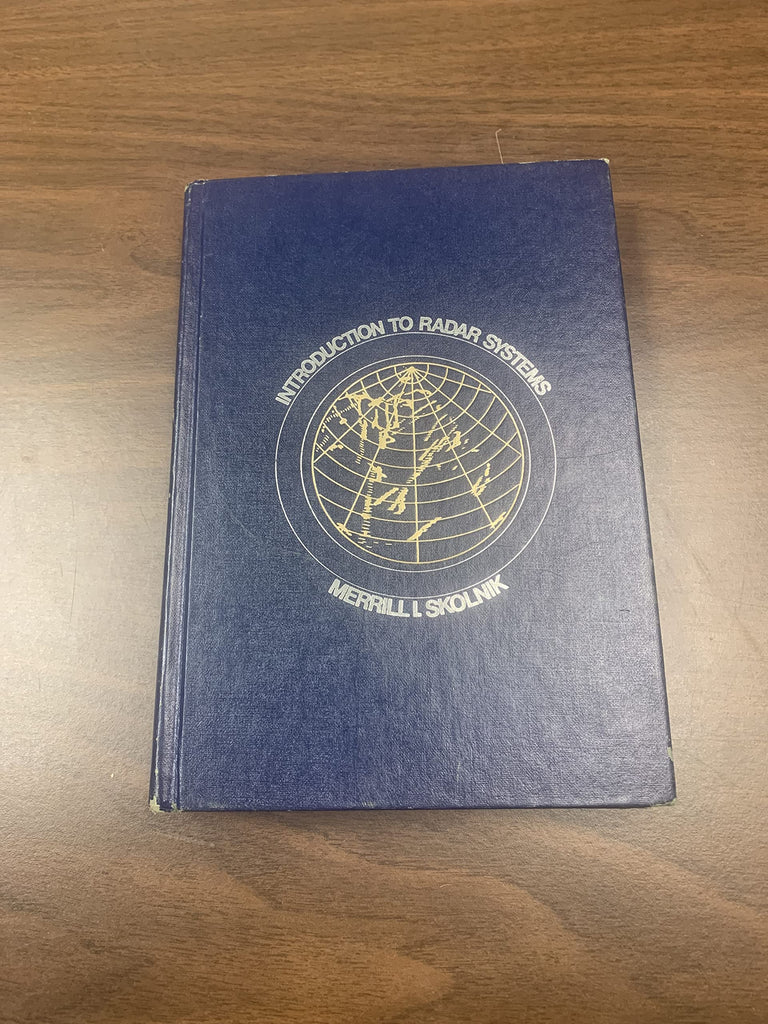 INTRODUCTION TO RADAR SYSTEMS
MERRILL I. SKOLNIK